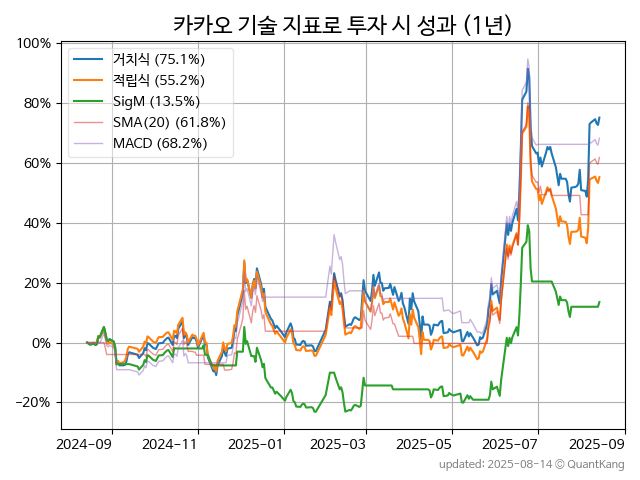 카카오 기술 지표로 투자 시 성과 (1년)
100%
80%
60%
40%
20%
0%
−20%
거치식 (75.1%)
적립식 (55.2%)
SigM (13.5%)
SMA(20) (61.8%)
MACD (68.2%)
2024-09
2024-11
2025-01
2025-03
2025-05
2025-07
2025-09
updated: 2025-08-14 © QuantKang